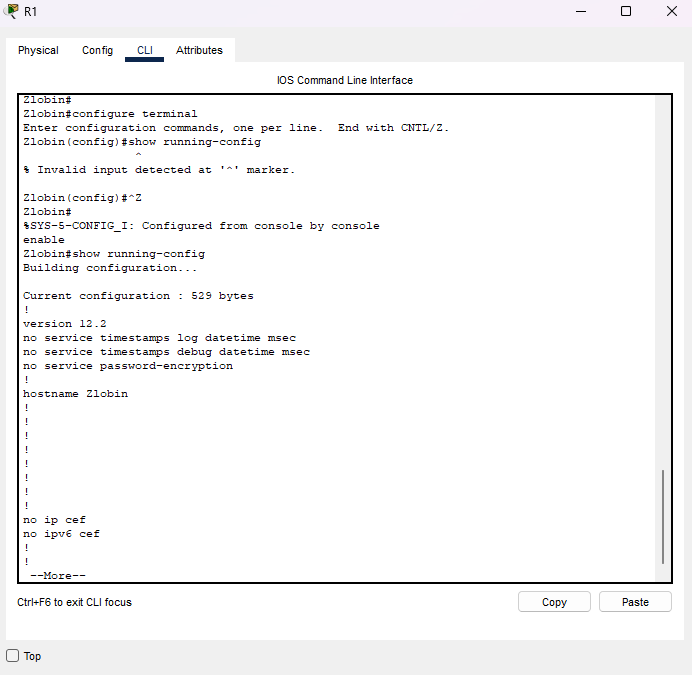 R1
Physical Config CLI Attributes
IOS Command Line Interface
Zlobin#
Zlobin#configure terminal
Enter configuration commands, one per line.  End with CNTL/Z.
Zlobin(config)#show running-config
^
% Invalid input detected at '^' marker.
Zlobin(config)#^Z
Zlobin#
%SYS-5-CONFIG_I: Configured from console by console
enable
Zlobin#show running-config
Building configuration...
Current configuration : 529 bytes
!
version 12.2
no service timestamps log datetime msec
no service timestamps debug datetime msec
no service password-encryption
!
hostname Zlobin
!
!
!
!
!
!
!
!
no ip cef
no ipv6 cef
!
!
--More--
Ctrl+F6 to exit CLI focus
Copy Paste
Top